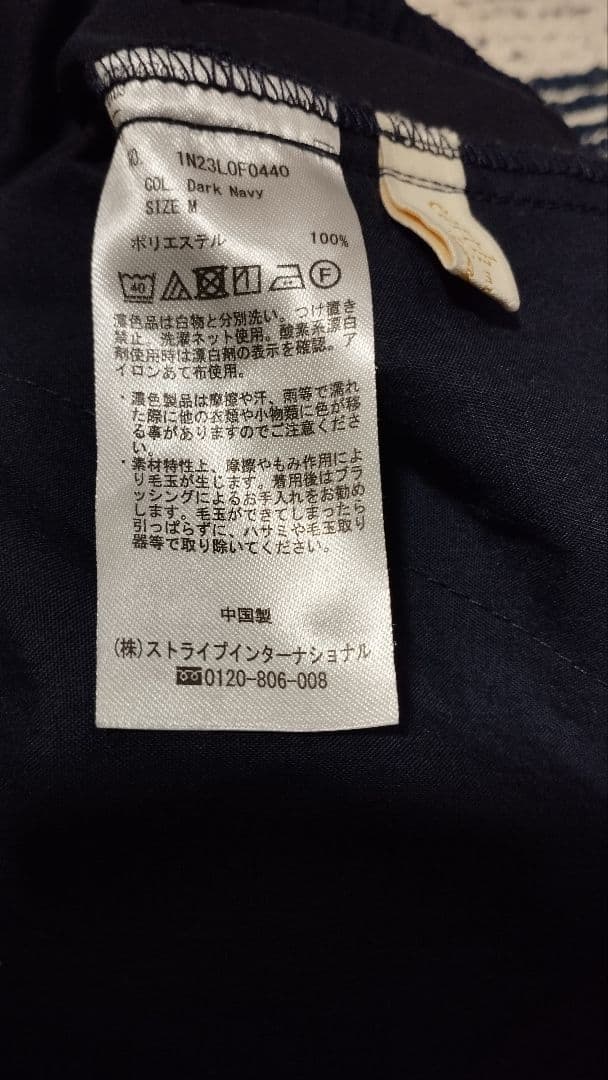 NO. 1N23L0F0440
COL. Dark Navy
SIZE M
ポリエステル 100%
40 F
濃色品は白物と分別洗い。つけ置き
禁止、洗濯ネット使用。酸素系漂白
剤使用時は漂白剤の表示を確認。ア
イロンあて布使用。
・濃色製品は摩擦や汗、雨等で濡れ
た際に他の衣類や小物類に色が移
る事がありますのでご注意くださ
い。
・素材特性上、摩擦やもみ作用によ
り毛玉が生じます。着用後はブラ
ッシングによるお手入れをお勧め
します。毛玉ができてしまったら
引っぱらずに、ハサミや毛玉取り
器等で取り除いてください。
中国製
(株)ストライプインターナショナル
0120-806-008